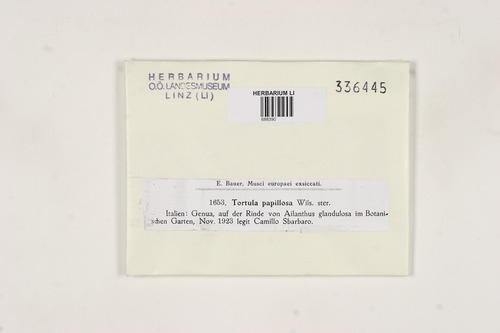 HERBARIUM
O.Ö. LANDESMUSEUM
LINZ (LI)
HERBARIUM LI
336445
E. Bauer, Musci europaei exsiccati.
1653. Tortula papillosa Wils. ster.
Italien: Genua, auf der Rinde von Ailanthus glandulosa im Botani-
schen Garten, Nov. 1923 legit Camillo Sbarbaro.